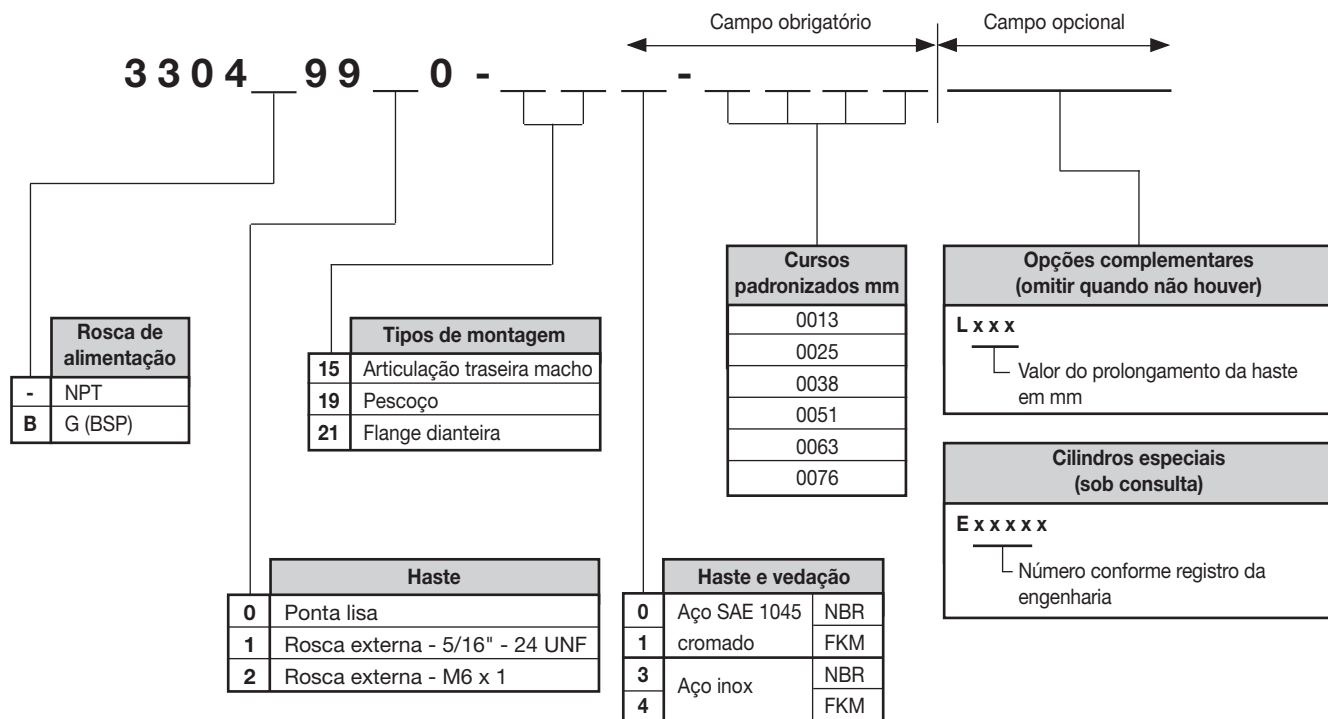 Campo obrigatório
Campo opcional
3304 99 0 - -
Cursos
padronizados mm
0013
0025
0038
0051
0063
0076
Opções complementares
(omitir quando não houver)
L x x x
Valor do prolongamento da haste
em mm
Rosca de
alimentação
- NPT
B G (BSP)
Tipos de montagem
15 Articulação traseira macho
19 Pescoço
21 Flange dianteira
Cilindros especiais
(sob consulta)
E x x x x x
Número conforme registro da
engenharia
Haste
0 Ponta lisa
1 Rosca externa - 5/16" - 24 UNF
2 Rosca externa - M6 x 1
Haste e vedação
0 Aço SAE 1045 NBR
1 cromado FKM
3 Aço inox NBR
4 FKM